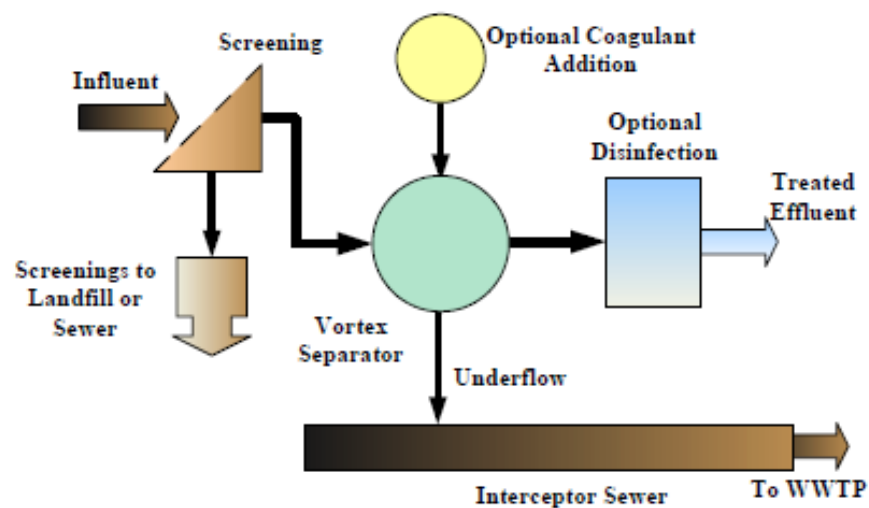 Screening
Optional Coagulant
Addition
Influent
Optional
Disinfection
Treated
Effluent
Screenings to
Landfill or
Sewer
Vortex
Separator
Underflow
Interceptor Sewer
To WWTP